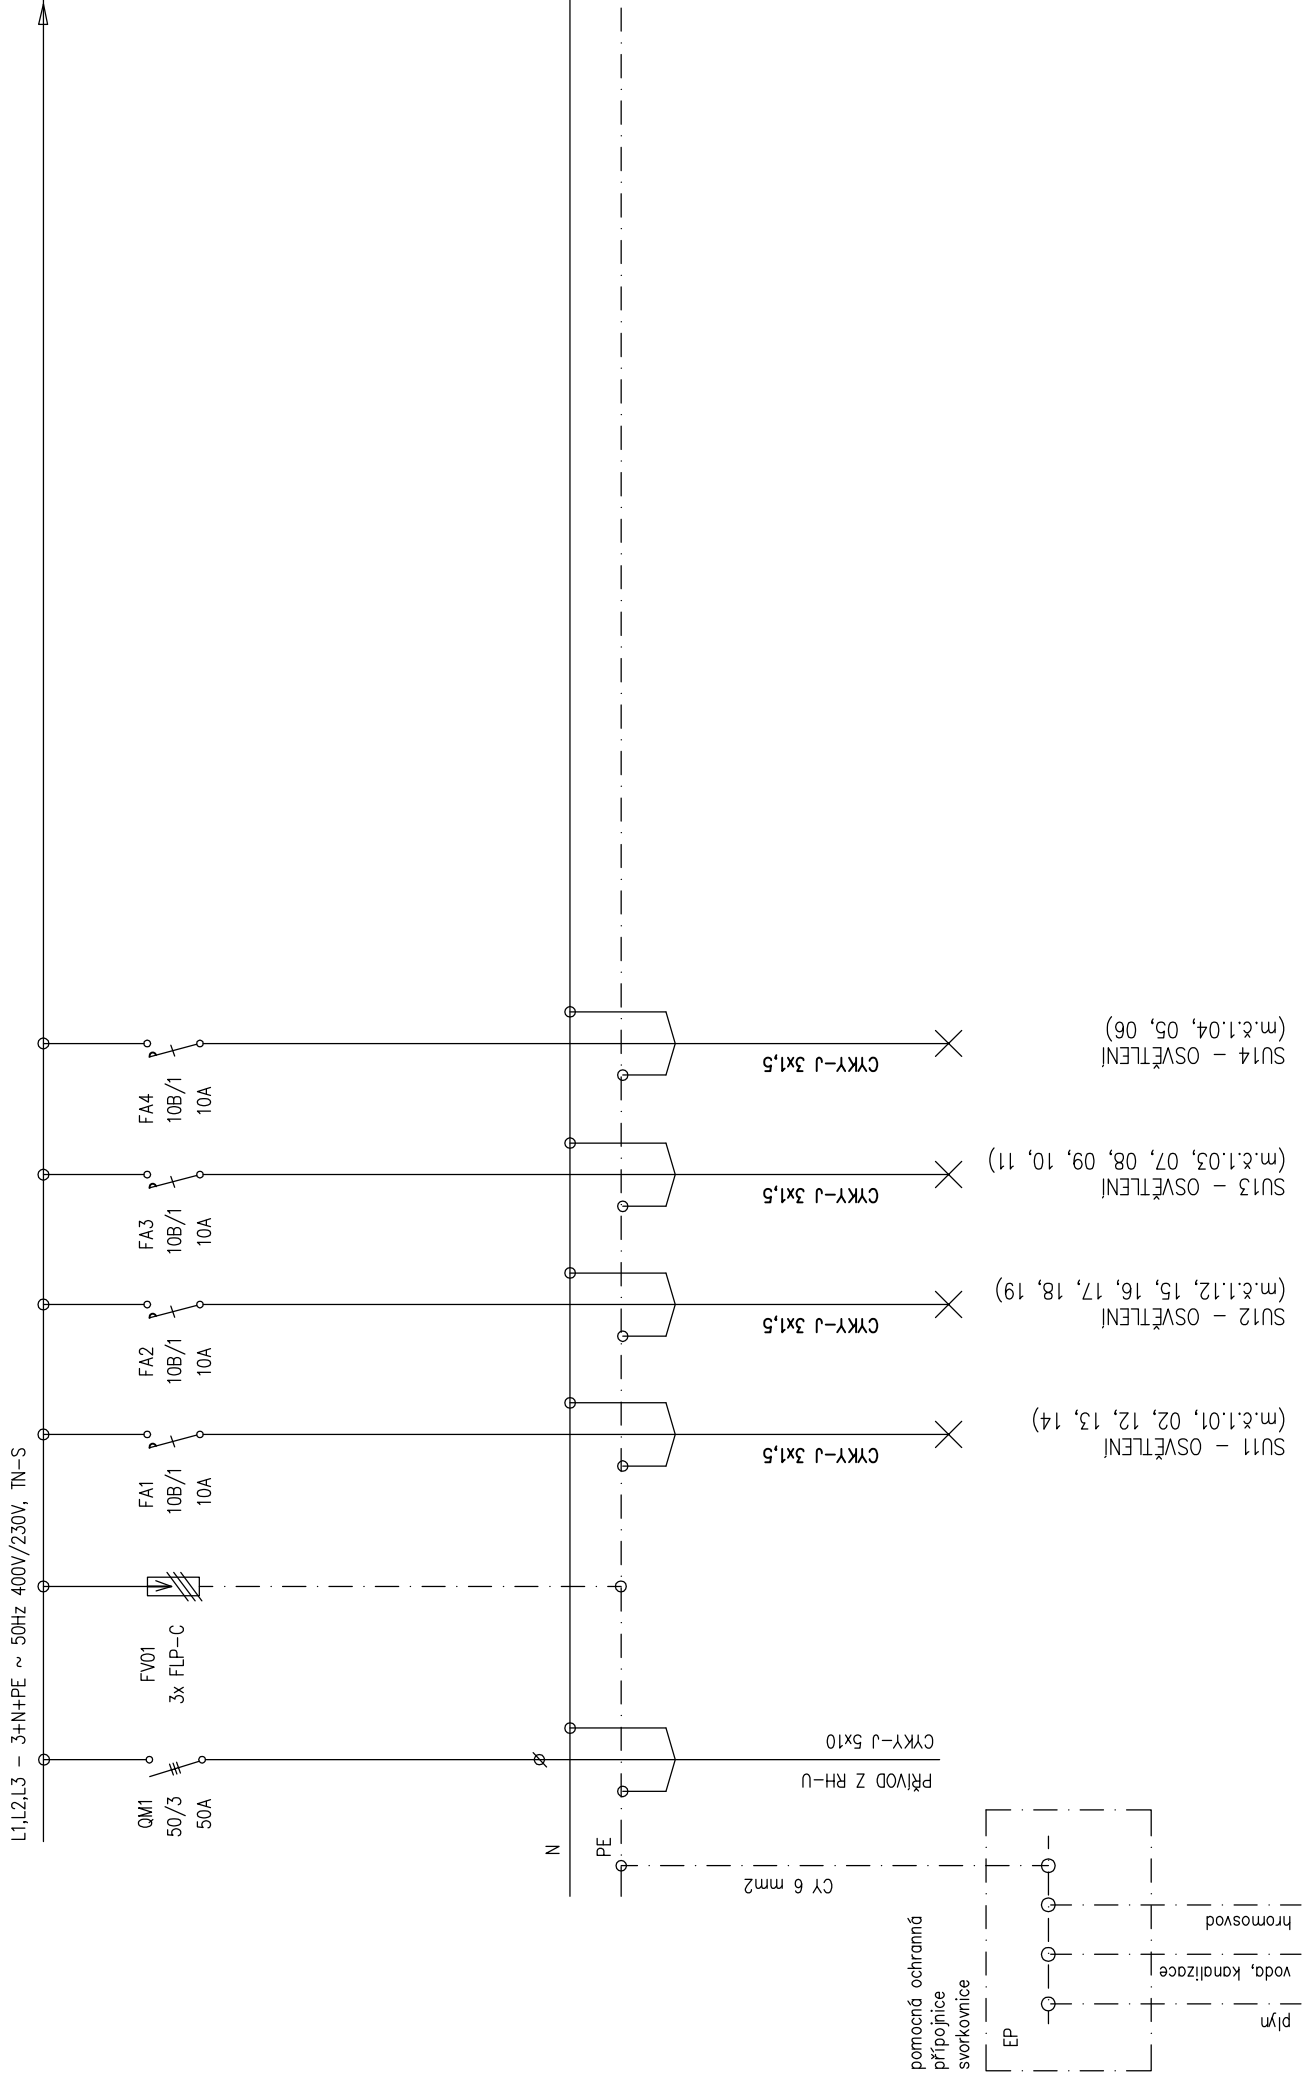 L1,L2,L3 – 3+N+PE ~ 50Hz 400V/230V, TN-S
QM1
50/3
50A
FV01
3x FLP-C
FA1
10B/1
10A
FA2
10B/1
10A
FA3
10B/1
10A
FA4
10B/1
10A
N
PE
PŘÍVOD Z RH-U
CYKY-J 5x10
CYKY-J 3x1,5
CYKY-J 3x1,5
CYKY-J 3x1,5
CYKY-J 3x1,5
SU11 – OSVĚTLENÍ
(m.č.1.01, 02, 12, 13, 14)
SU12 – OSVĚTLENÍ
(m.č.1.12, 15, 16, 17, 18, 19)
SU13 – OSVĚTLENÍ
(m.č.1.03, 07, 08, 09, 10, 11)
SU14 – OSVĚTLENÍ
(m.č.1.04, 05, 06)
CY 6 mm2
pomocná ochranná
přípojnice
svorkovnice
EP
plyn
voda, kanalizace
hromosvod